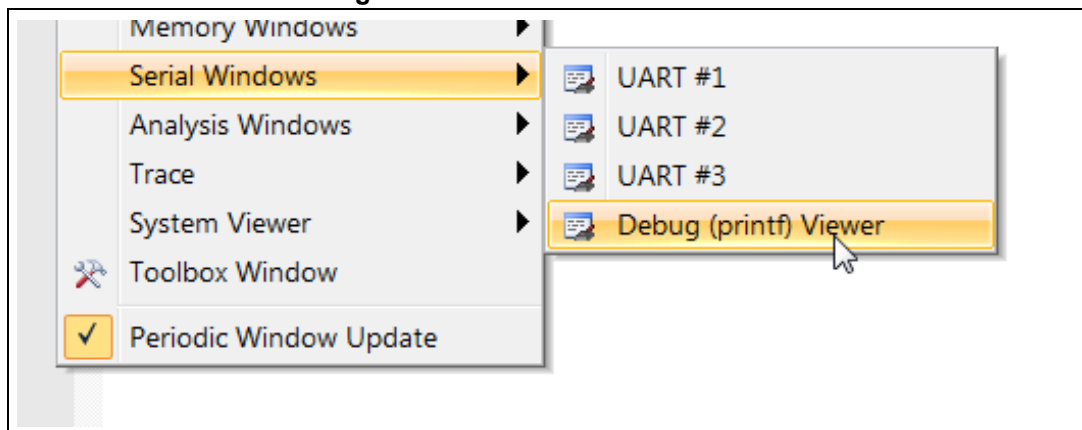 Memory Windows
Serial Windows
Analysis Windows
Trace
System Viewer
Toolbox Window
Periodic Window Update
UART #1
UART #2
UART #3
Debug (printf) Viewer